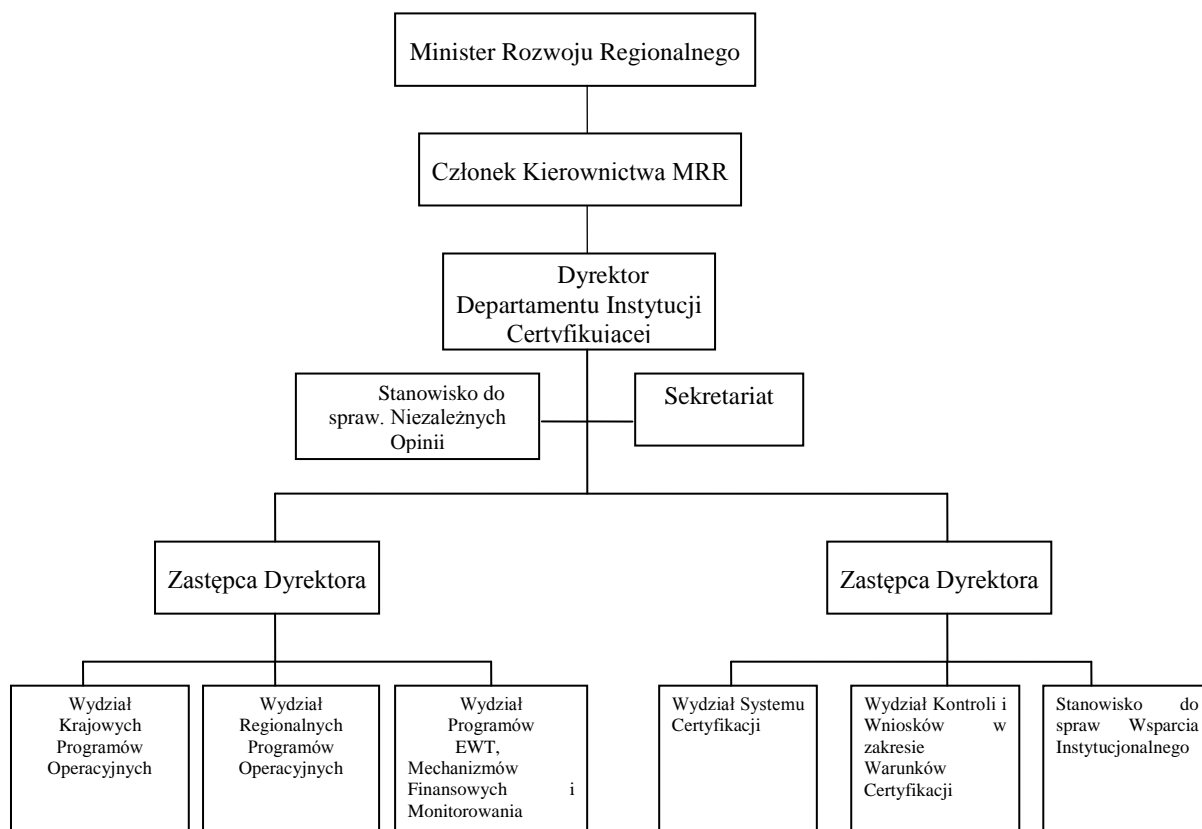 Minister Rozwoju Regionalnego
Członek Kierownictwa MRR
Dyrektor
Departamentu Instytucji
Certyfikującej
Stanowisko do
spraw. Niezależnych
Opinii
Sekretariat
Zastępca Dyrektora
Zastępca Dyrektora
Wydział
Krajowych
Programów
Operacyjnych
Wydział
Regionalnych
Programów
Operacyjnych
Wydział
Programów
EWT,
Mechanizmów
Finansowych i
Monitorowania
Wydział Systemu
Certyfikacji
Wydział Kontroli i
Wniosków w
zakresie
Warunków
Certyfikacji
Stanowisko do
spraw Wsparcia
Instytucjonalnego